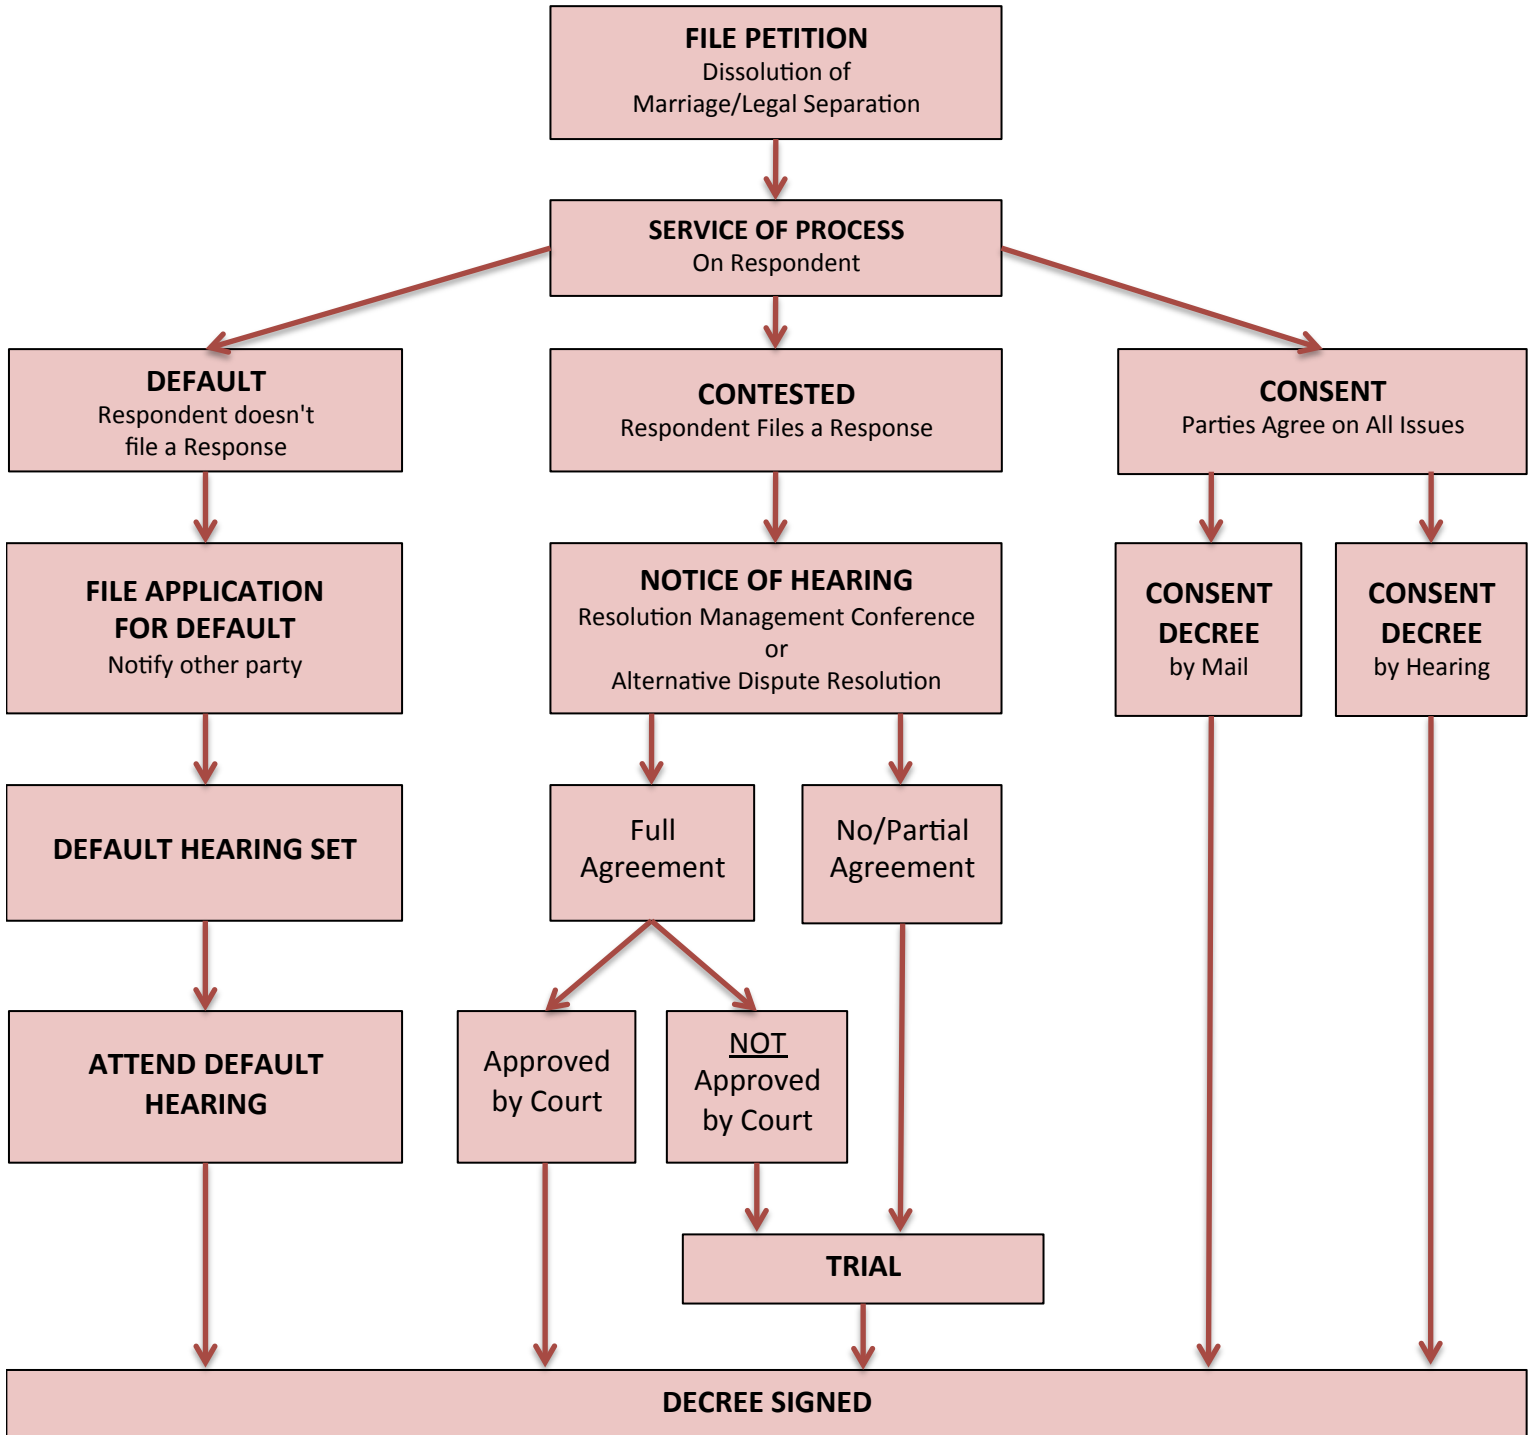 FILE PETITION
Dissolution of
Marriage/Legal Separation
SERVICE OF PROCESS
On Respondent
DEFAULT
Respondent doesn't
file a Response
CONTESTED
Respondent Files a Response
CONSENT
Parties Agree on All Issues
FILE APPLICATION
FOR DEFAULT
Notify other party
NOTICE OF HEARING
Resolution Management Conference
or
Alternative Dispute Resolution
CONSENT
DECREE
by Mail
CONSENT
DECREE
by Hearing
DEFAULT HEARING SET
Full
Agreement
No/Partial
Agreement
ATTEND DEFAULT
HEARING
Approved
by Court
NOT
Approved
by Court
TRIAL
DECREE SIGNED